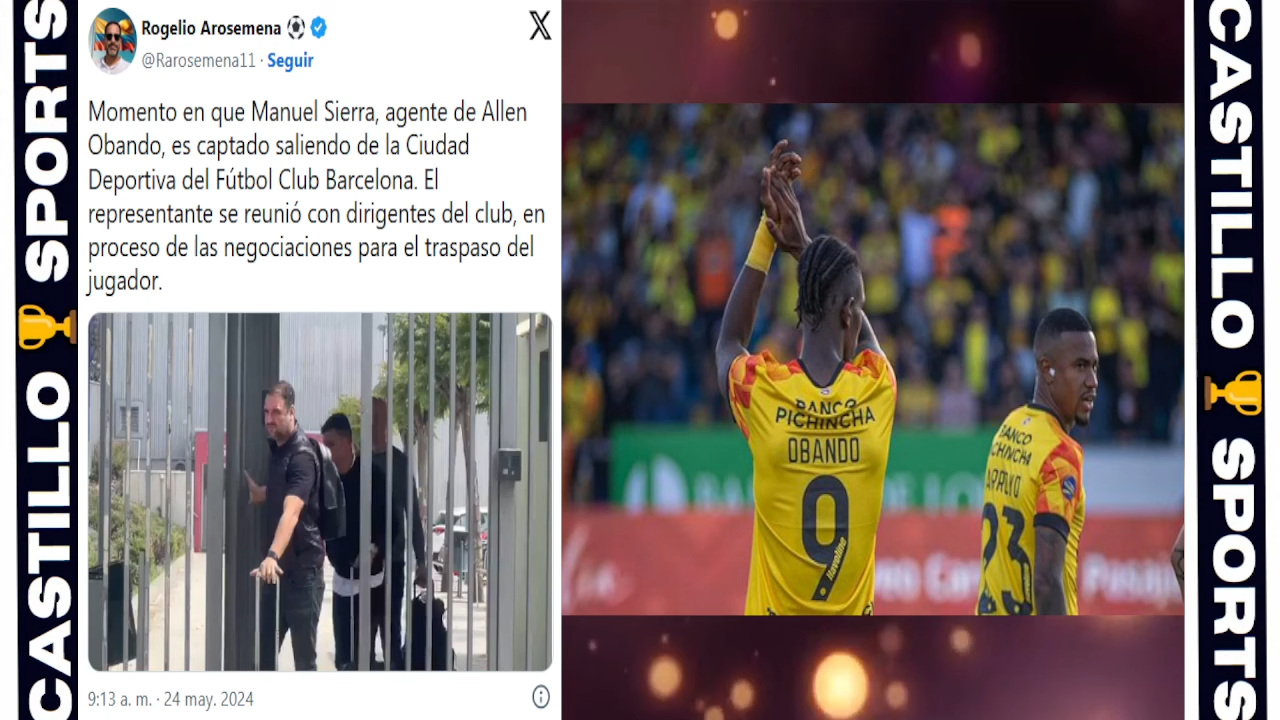 CASTILLO SPORTS
Rogelio Arosemena
@Rarosemena11 · Seguir
Momento en que Manuel Sierra, agente de Allen
Obando, es captado saliendo de la Ciudad
Deportiva del Fútbol Club Barcelona. El
representante se reunió con dirigentes del club, en
proceso de las negociaciones para el traspaso del
jugador.
9:13 a. m. · 24 may. 2024
BANCO
PICHINCHA
OBANDO
9
BANCO
23
CASTILLO SPORTS